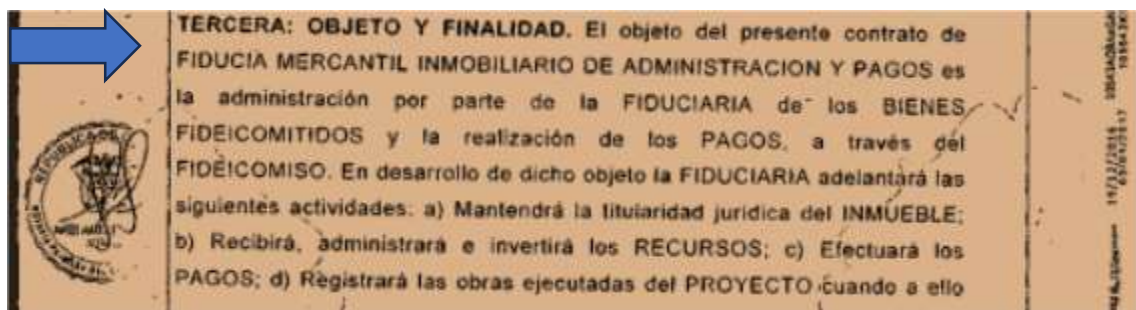 TERCERA: OBJETO Y FINALIDAD. El objeto del presente contrato de
FIDUCIA MERCANTIL INMOBILIARIO DE ADMINISTRACION Y PAGOS es
la administración por parte de la FIDUCIARIA de los BIENES
FIDEICOMITIDOS y la realización de los PAGOS, a través del
FIDEICOMISO. En desarrollo de dicho objeto la FIDUCIARIA adelantará las
siguientes actividades: a) Mantendrá la titularidad juridica del INMUEBLE;
b) Recibirá, administrará e invertirá los RECURSOS; c) Efectuará los
PAGOS; d) Registrará las obras ejecutadas del PROYECTO cuando a ello
REPUBLICA DE